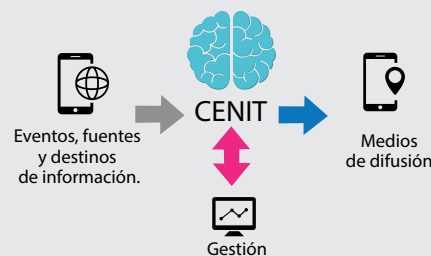 CENIT
Eventos, fuentes
y destinos
de información.
Medios
de difusión
Gestión